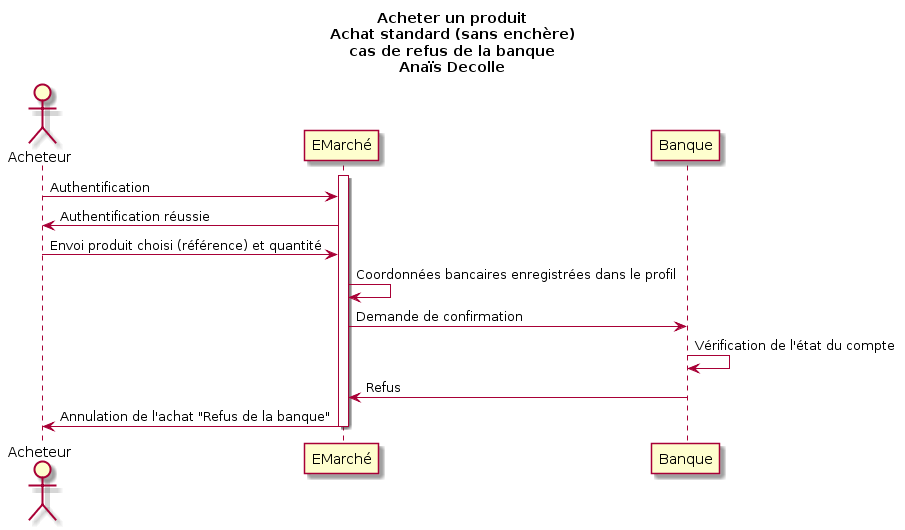 Acheter un produit
Achat standard (sans enchère)
cas de refus de la banque
Anaïs Decolle
Acheteur
EMarché
Banque
Authentification
Authentification réussie
Envoi produit choisi (référence) et quantité
Coordonnées bancaires enregistrées dans le profil
Demande de confirmation
Vérification de l'état du compte
Refus
Annulation de l'achat "Refus de la banque"
Acheteur
EMarché
Banque